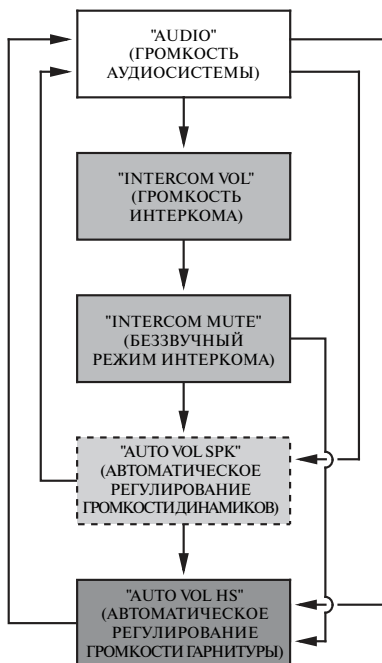 "AUDIO"
(ГРОМКОСТЬ
АУДИОСИСТЕМЫ)
"INTERCOM VOL"
(ГРОМКОСТЬ
ИНТЕРКОМА)
"INTERCOM MUTE"
(БЕЗЗВУЧНЫЙ
РЕЖИМ ИНТЕРКОМА)
"AUTO VOL SPK"
(АВТОМАТИЧЕСКОЕ
РЕГУЛИРОВАНИЕ
ГРОМКОСТИ ДИНАМИКОВ)
"AUTO VOL HS"
(АВТОМАТИЧЕСКОЕ
РЕГУЛИРОВАНИЕ
ГРОМКОСТИ ГАРНИТУРЫ)